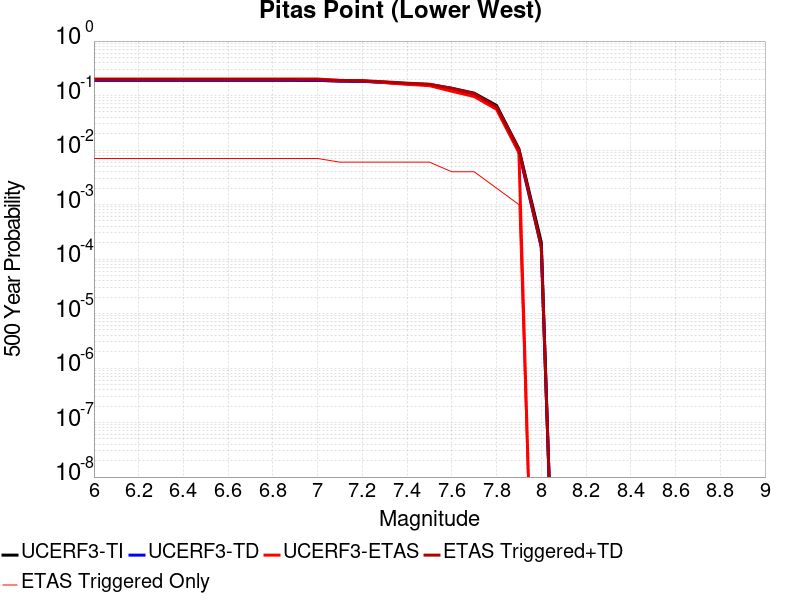 Pitas Point (Lower West)
10 0
10 -1
10 -2
10 -3
10 -4
10 -5
10 -6
10 -7
10 -8
500 Year Probability
6 6.2 6.4 6.6 6.8 7 7.2 7.4 7.6 7.8 8 8.2 8.4 8.6 8.8 9
Magnitude
UCERF3-TI UCERF3-TD UCERF3-ETAS ETAS Triggered+TD
ETAS Triggered Only